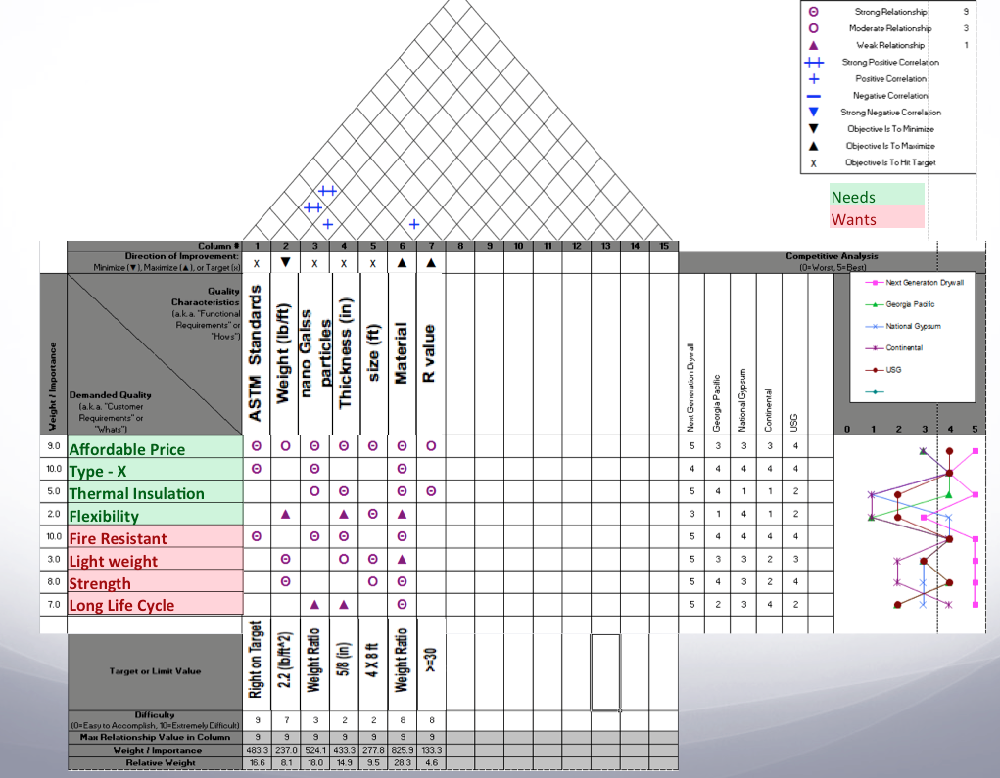 Strong Relationship 9
Moderate Relationship 3
Weak Relationship 1
Strong Positive Correlation
Positive Correlation
Negative Correlation
Strong Negative Correlation
Objective Is To Minimize
Objective Is To Maximize
X Objective Is To Hit Target
Needs
Wants
Column # 1 2 3 4 5 6 7 8 9 10 11 12 13 14 15
Direction of Improvement:
Minimize (▼), Maximize (▲), or Target (x)
X ▼ X X X ▲ ▲
Competitive Analysis
(0=Worst, 5=Best)
Quality
Characteristics
(a.k.a. "Functional
Requirements" or
"Hows")
Demanded Quality
(a.k.a. "Customer
Requirements" or
"Whats")
Weight / Importance
ASTM Standards
Weight (lb/ft)
nano Galss
particles
Thickness (in)
size (ft)
Material
R value
Next Generation Drywall
Georgia Pacific
National Gypsum
Continental
USG
Next Generation Drywall
Georgia Pacific
National Gypsum
Continental
USG
0 1 2 3 4 5
9.0 Affordable Price 5 3 3 3 4
10.0 Type - X 4 4 4 4 4
5.0 Thermal Insulation 5 4 1 1 2
2.0 Flexibility 3 1 4 1 2
10.0 Fire Resistant 5 4 4 4 4
3.0 Light weight 5 3 3 2 3
8.0 Strength 5 4 3 2 4
7.0 Long Life Cycle 5 2 3 4 2
Target or Limit Value
Right on Target
2.2 (lb/ft^2)
Weight Ratio
5/8 (in)
4 X 8 ft
Weight Ratio
>=30
Difficulty
(0=Easy to Accomplish, 10=Extremely Difficult)
9 7 3 2 2 8 8
Max Relationship Value in Column 9 9 9 9 9 9 9
Weight / Importance 483.3 237.0 524.1 433.3 277.8 825.9 133.3
Relative Weight 16.6 8.1 18.0 14.9 9.5 28.3 4.6